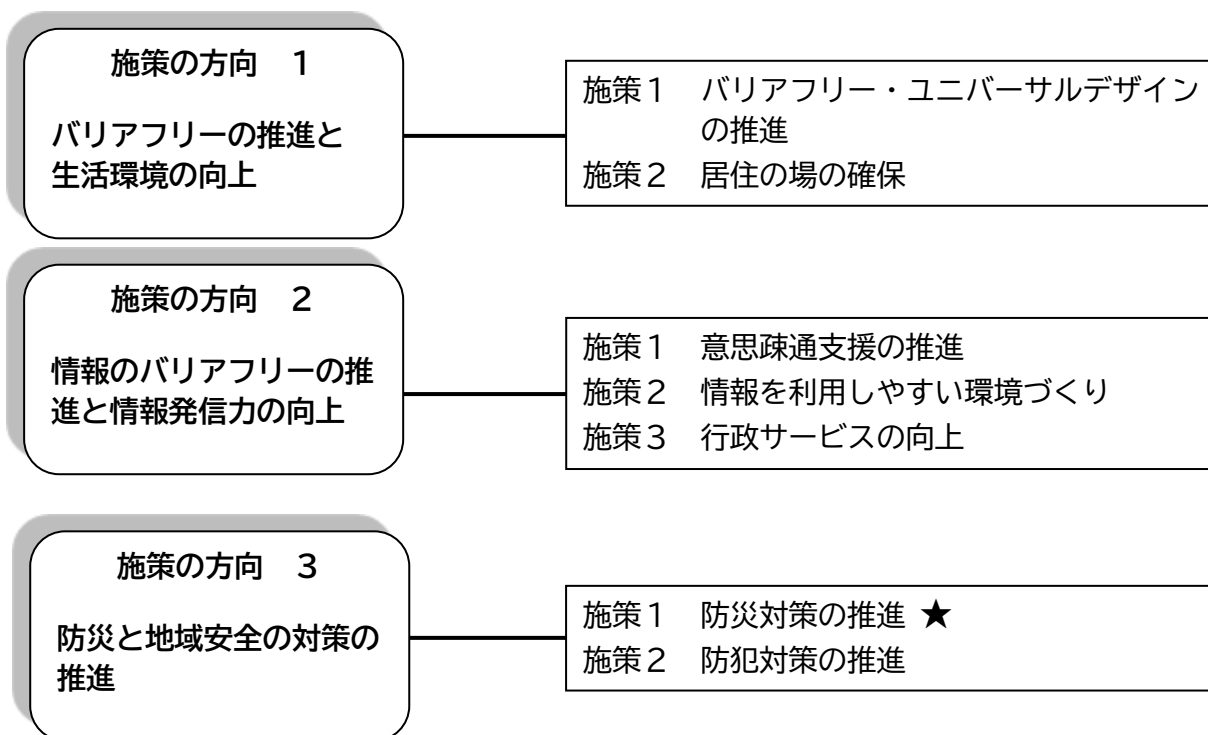 施策の方向　1
バリアフリーの推進と
生活環境の向上
施策１　バリアフリー・ユニバーサルデザイン
の推進
施策２　居住の場の確保
施策の方向　2
情報のバリアフリーの推
進と情報発信力の向上
施策１　意思疎通支援の推進
施策２　情報を利用しやすい環境づくり
施策３　行政サービスの向上
施策の方向　3
防災と地域安全の対策の
推進
施策１　防災対策の推進 ★
施策２　防犯対策の推進